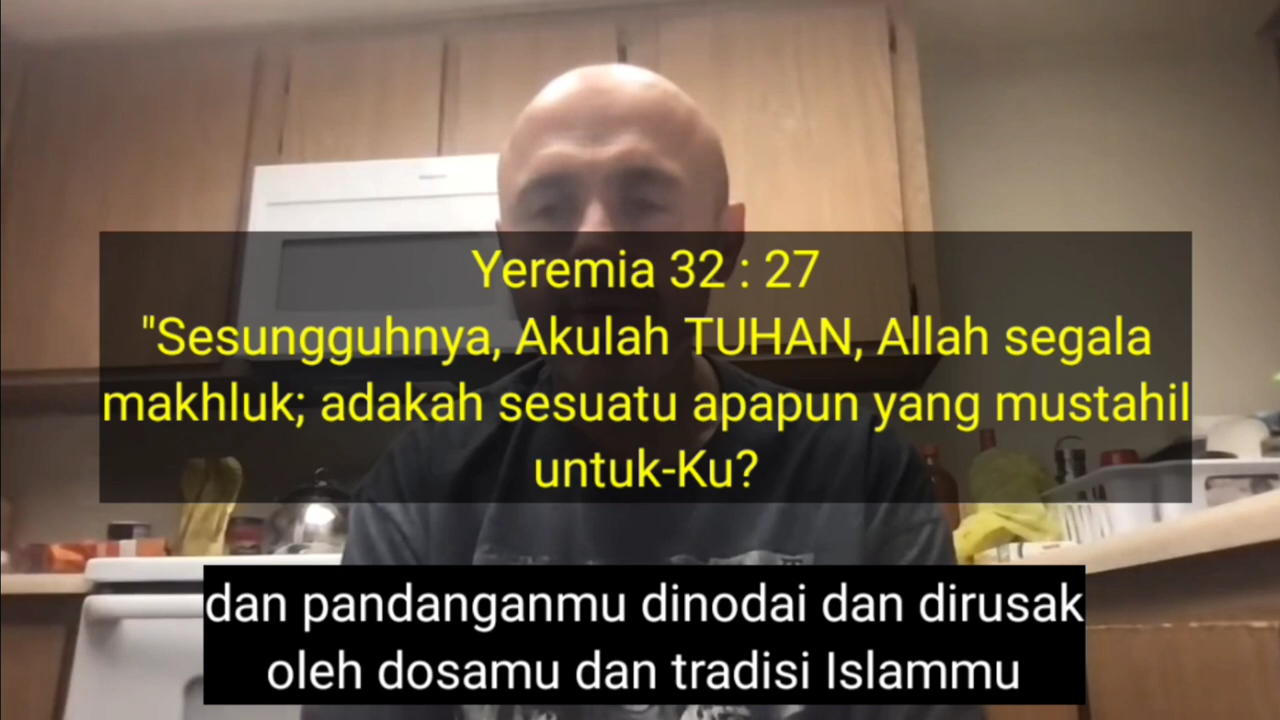 Yeremia 32 : 27
"Sesungguhnya, Akulah TUHAN, Allah segala
makhluk; adakah sesuatu apapun yang mustahil
untuk-Ku?
dan pandanganmu dinodai dan dirusak
oleh dosamu dan tradisi Islammu